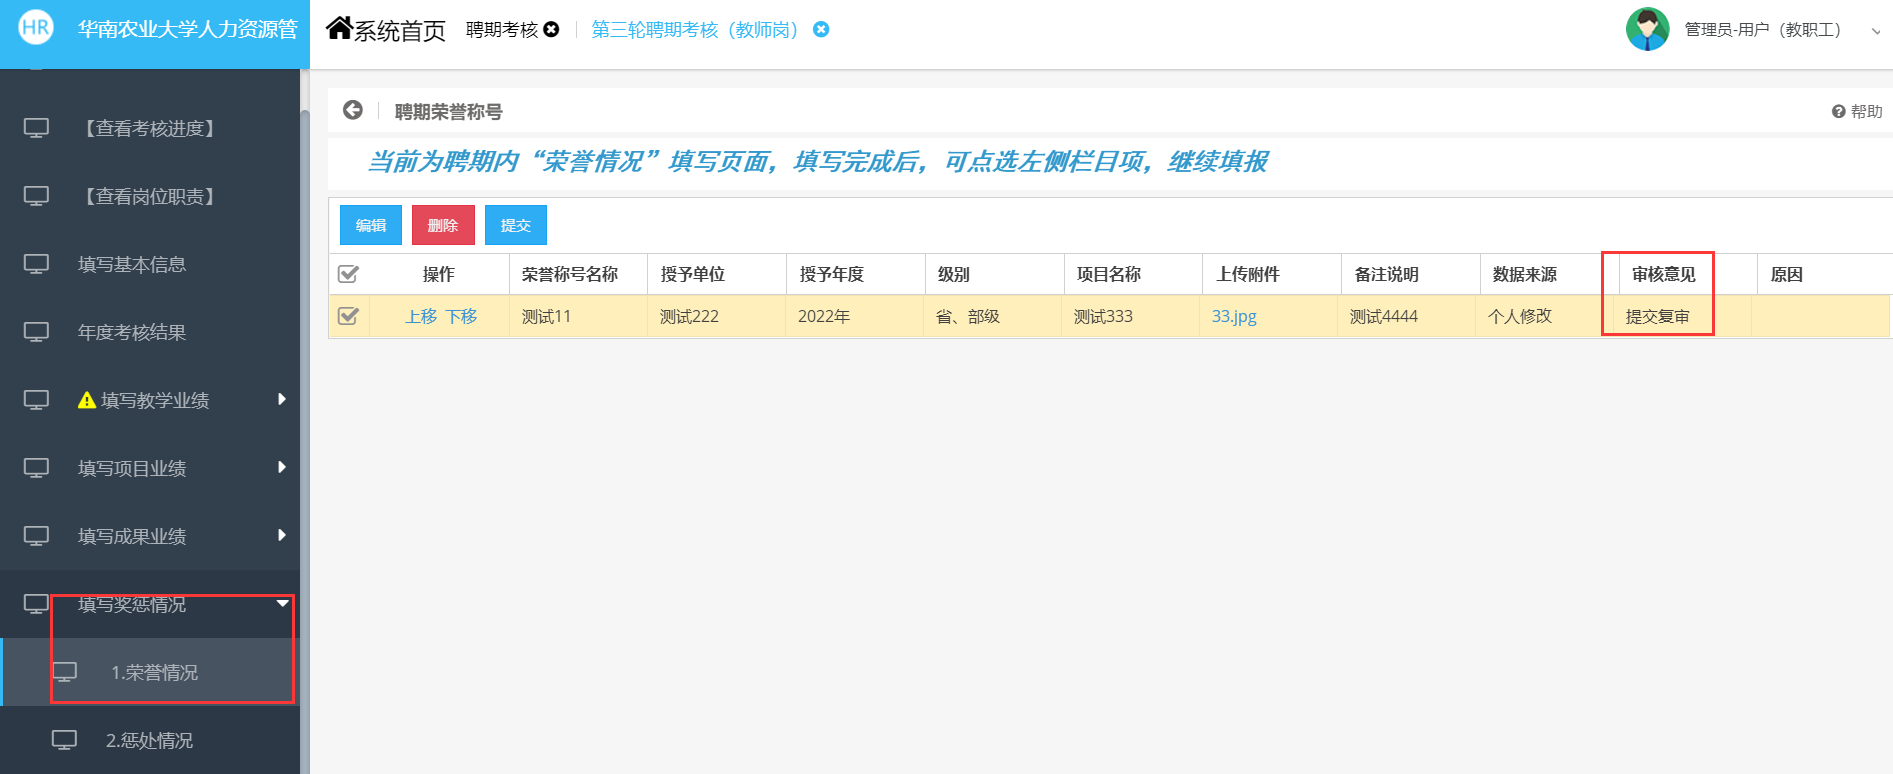 HR 华南农业大学人力资源管
系统首页 聘期考核 第三轮聘期考核（教师岗）
管理员-用户（教职工）
【查看考核进度】
【查看岗位职责】
填写基本信息
年度考核结果
填写教学业绩
填写项目业绩
填写成果业绩
填写奖惩情况
1.荣誉情况
2.惩处情况
聘期荣誉称号
帮助
当前为聘期内“荣誉情况”填写页面，填写完成后，可点选左侧栏目项，继续填报
编辑 删除 提交
操作 荣誉称号名称 授予单位 授予年度 级别 项目名称 上传附件 备注说明 数据来源 审核意见 原因
上移 下移 测试11 测试222 2022年 省、部级 测试333 33.jpg 测试4444 个人修改 提交复审